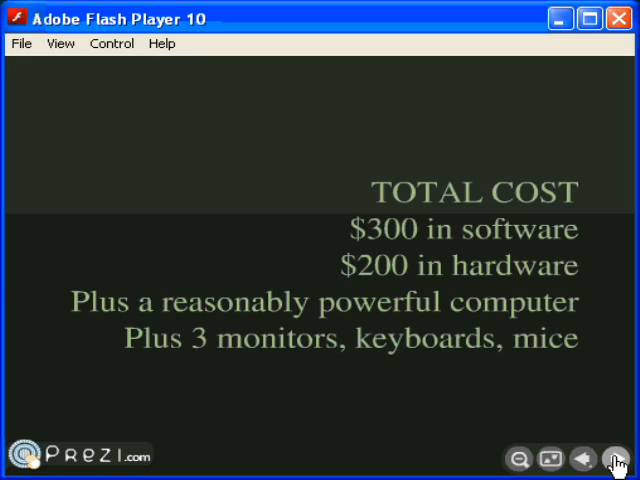 Adobe Flash Player 10
File View Control Help
TOTAL COST
$300 in software
$200 in hardware
Plus a reasonably powerful computer
Plus 3 monitors, keyboards, mice
PREZI.com